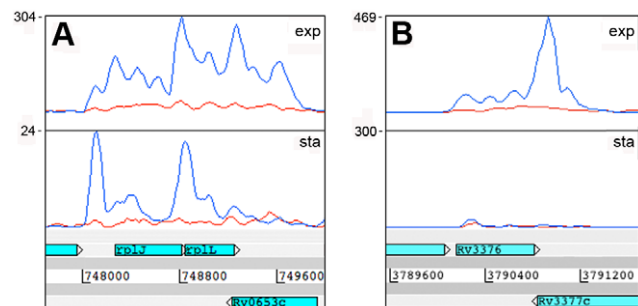 A
B
304-
exp
469-
exp
24-
sta
300-
sta
rplJ
rplL
Rv3376
748000
748800
749600
3789600
3790400
3791200
Rv0653c
Rv3377c